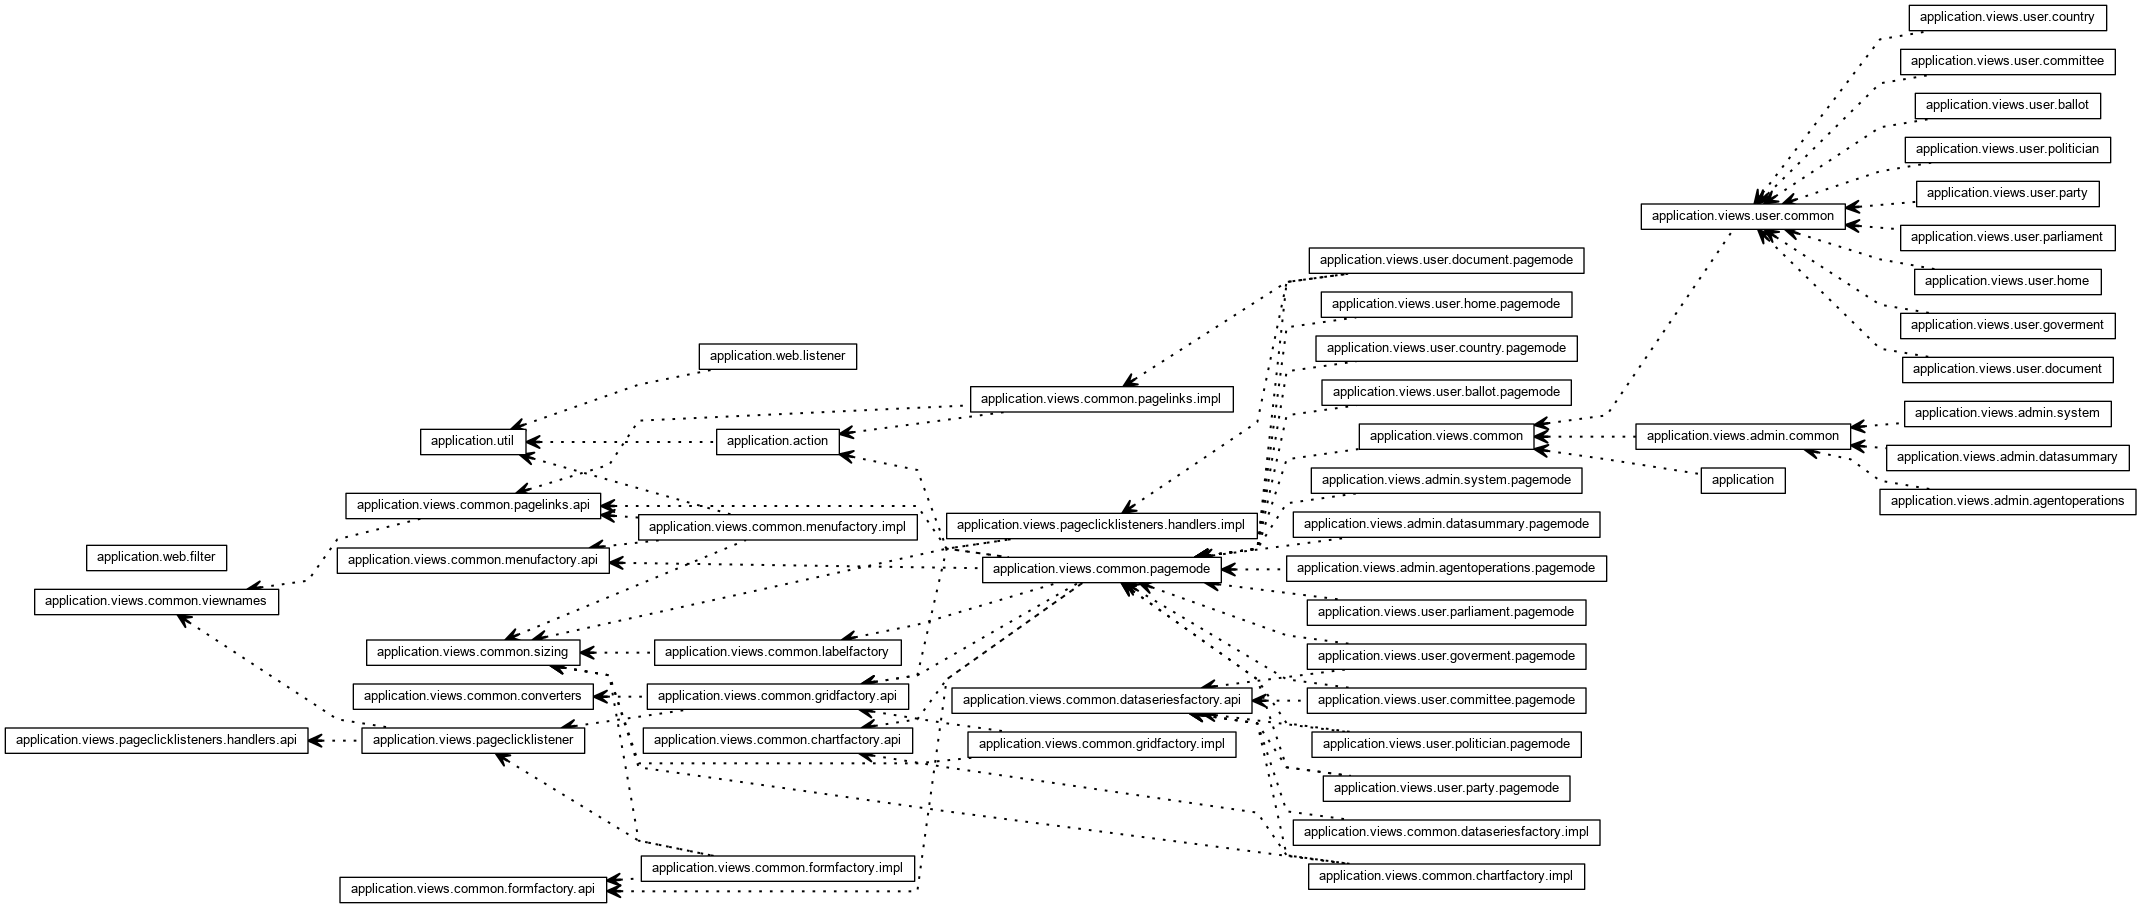 application.views.user.country
application.views.user.committee
application.views.user.ballot
application.views.user.politician
application.views.user.party
application.views.user.common
application.views.user.parliament
application.views.user.document.pagemode
application.views.user.home
application.views.user.home.pagemode
application.views.user.goverment
application.views.user.country.pagemode
application.web.listener
application.views.user.document
application.views.user.ballot.pagemode
application.views.common.pagelinks.impl
application.views.admin.system
application.util
application.action
application.views.common
application.views.admin.common
application.views.admin.datasummary
application.views.admin.system.pagemode
application
application.views.common.pagelinks.api
application.views.admin.agentoperations
application.views.common.menufactory.impl
application.views.pageclicklisteners.handlers.impl
application.views.admin.datasummary.pagemode
application.web.filter
application.views.common.menufactory.api
application.views.common.pagemode
application.views.admin.agentoperations.pagemode
application.views.common.viewnames
application.views.user.parliament.pagemode
application.views.common.sizing
application.views.common.labelfactory
application.views.user.goverment.pagemode
application.views.common.converters
application.views.common.gridfactory.api
application.views.common.dataseriesfactory.api
application.views.user.committee.pagemode
application.views.pageclicklisteners.handlers.api
application.views.pageclicklistener
application.views.common.chartfactory.api
application.views.common.gridfactory.impl
application.views.user.politician.pagemode
application.views.user.party.pagemode
application.views.common.dataseriesfactory.impl
application.views.common.formfactory.impl
application.views.common.chartfactory.impl
application.views.common.formfactory.api